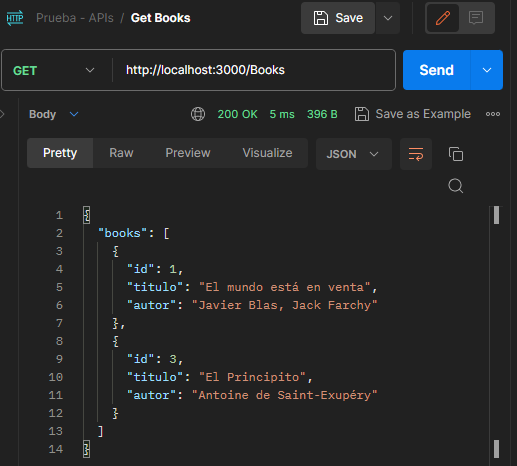 HTTP Prueba - APIs / Get Books Save
GET http://localhost:3000/Books Send
Body 200 OK 5 ms 396 B Save as Example
Pretty Raw Preview Visualize JSON
1 {
2 "books": [
3 {
4 "id": 1,
5 "titulo": "El mundo está en venta",
6 "autor": "Javier Blas, Jack Farchy"
7 },
8 {
9 "id": 3,
10 "titulo": "El Principito",
11 "autor": "Antoine de Saint-Exupéry"
12 }
13 ]
14 }